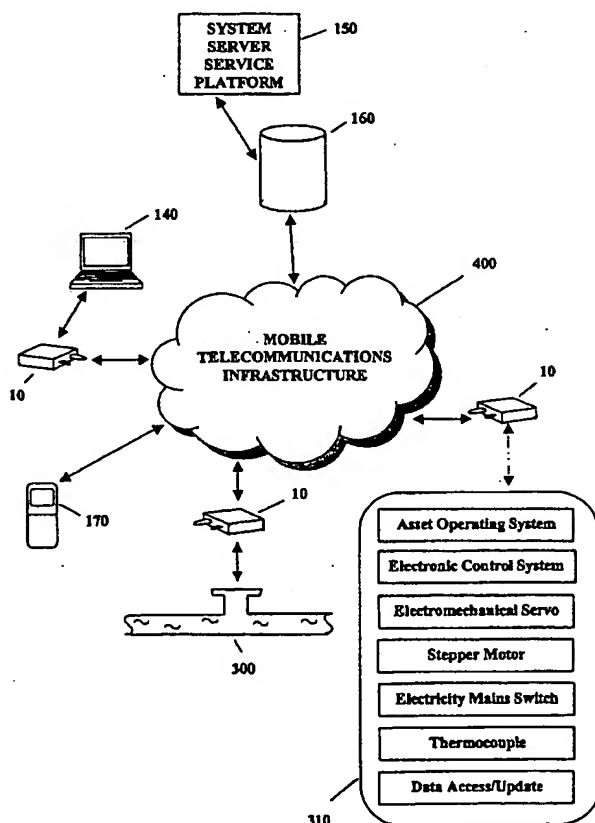 SYSTEM
SERVER
SERVICE
PLATFORM
150
160
140
400
MOBILE
TELECOMMUNICATIONS
INFRASTRUCTURE
10
10
170
10
300
Asset Operating System
Electronic Control System
Electromechanical Servo
Stepper Motor
Electricity Mains Switch
Thermocouple
Data Access/Update
310